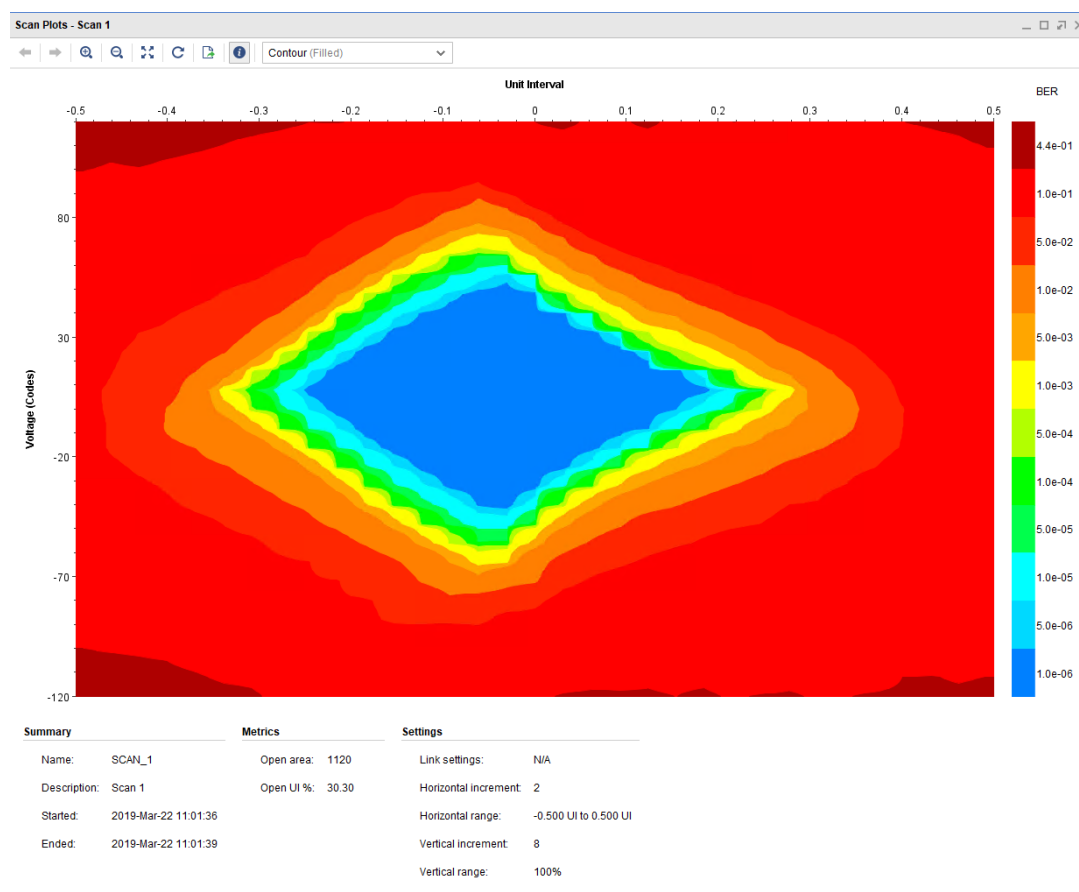 Scan Plots - Scan 1
Contour (Filled)
Unit Interval
BER
-0.5 -0.4 -0.3 -0.2 -0.1 0 0.1 0.2 0.3 0.4 0.5
4.4e-01
1.0e-01
80
5.0e-02
1.0e-02
30
5.0e-03
1.0e-03
Voltage (Codes)
5.0e-04
-20
1.0e-04
5.0e-05
-70
1.0e-05
5.0e-06
1.0e-06
-120
Summary Metrics Settings
Name: SCAN_1 Open area: 1120 Link settings: N/A
Description: Scan 1 Open UI %: 30.30 Horizontal increment: 2
Started: 2019-Mar-22 11:01:36 Horizontal range: -0.500 UI to 0.500 UI
Ended: 2019-Mar-22 11:01:39 Vertical increment: 8
Vertical range: 100%